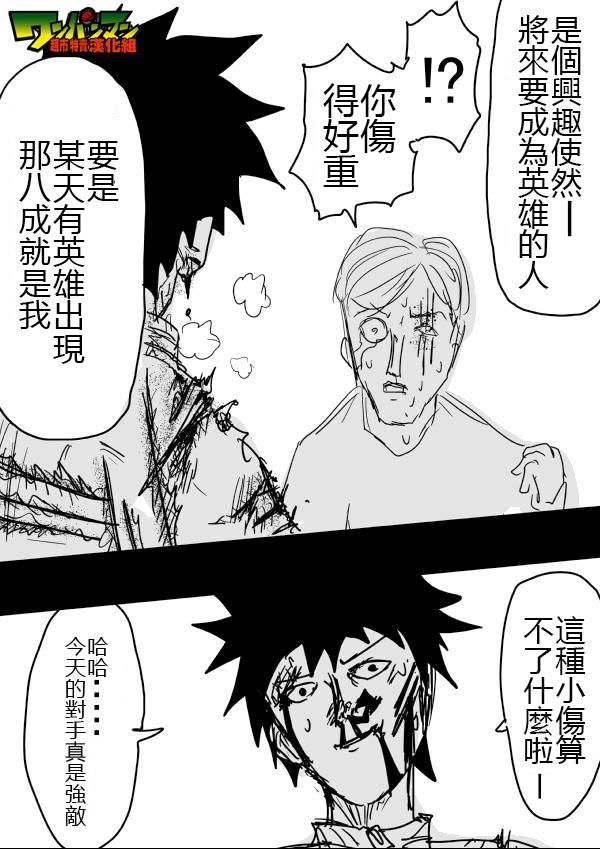 ワンパンマン
超市特賣漢化組
是個興趣使然ー
將來要成為英雄的人
!?
你傷
得好重
要是
某天有英雄出現
那八成就是我
這種小傷算
不了什麼啦ー
哈哈⋯⋯
今天的對手真是強敵